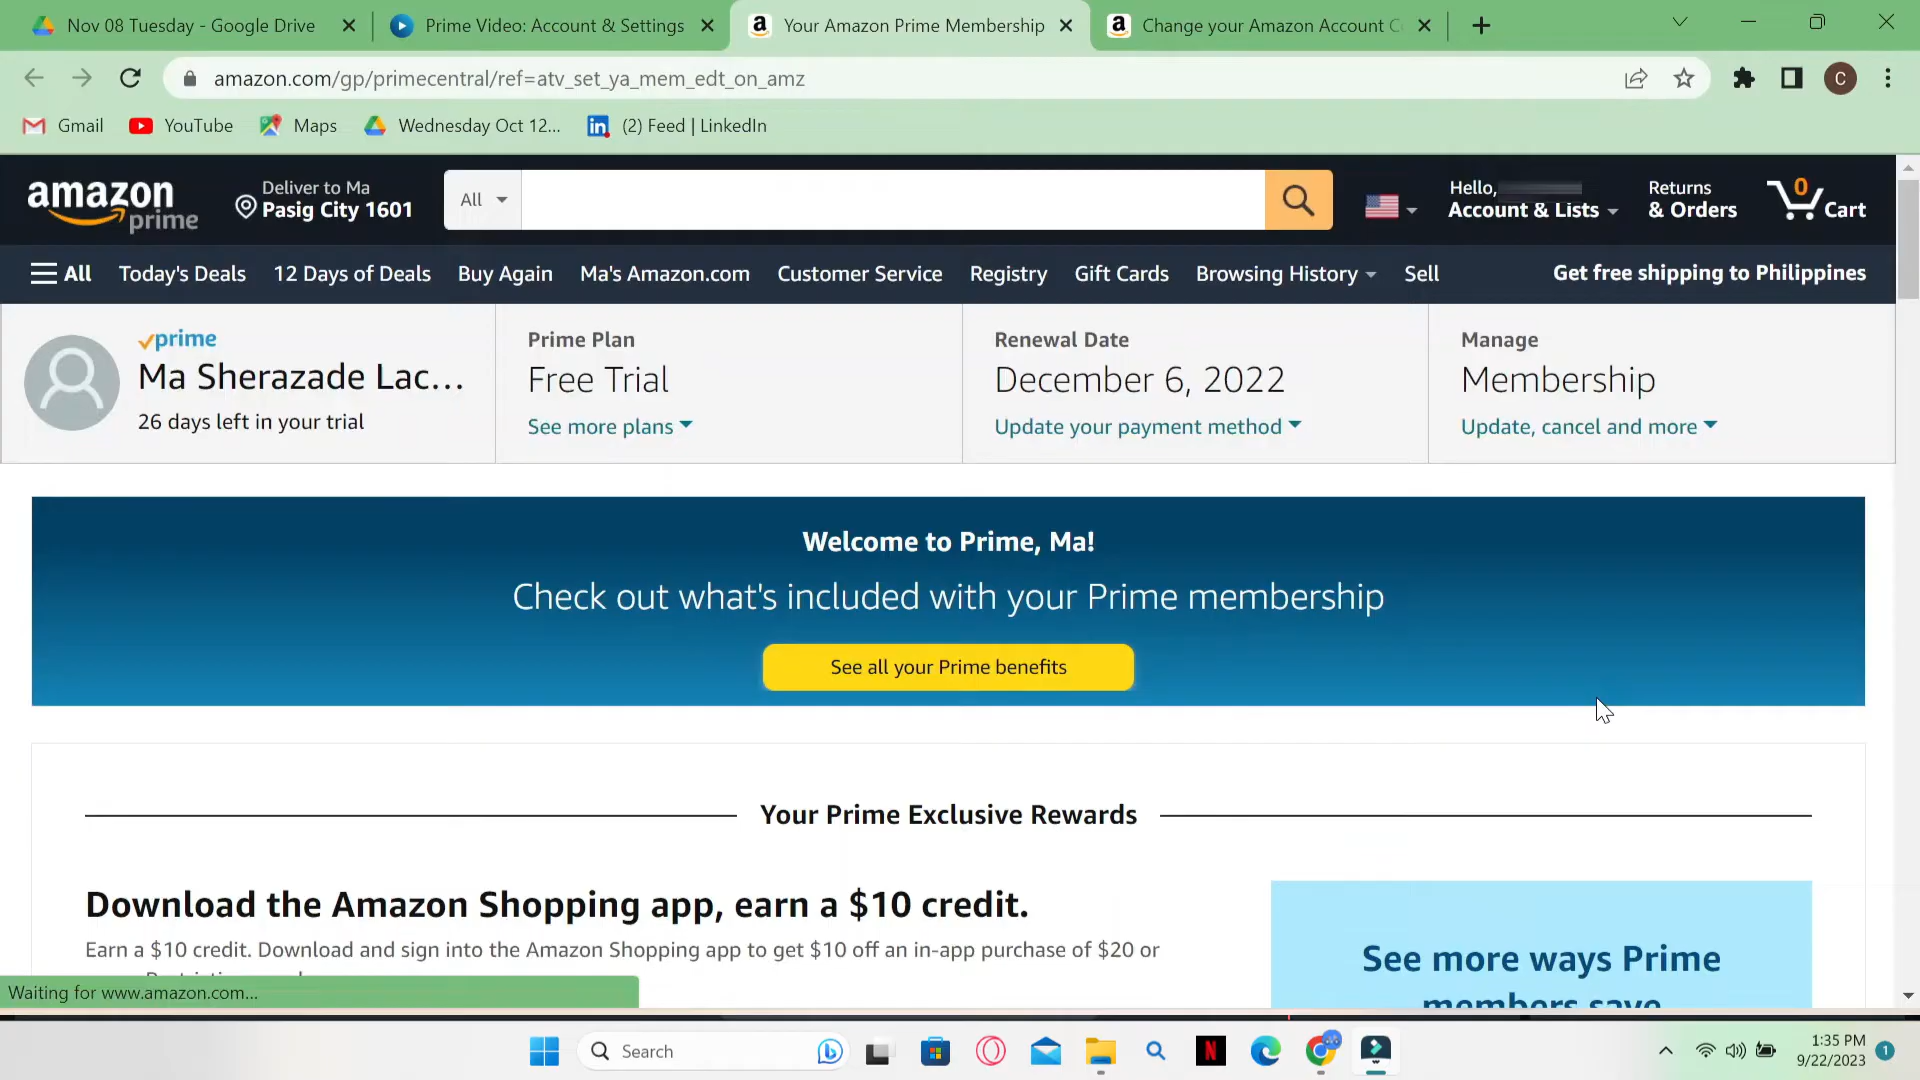 Nov 08 Tuesday - Google Drive
Prime Video: Account & Settings
Your Amazon Prime Membership
Change your Amazon Account C
amazon.com/gp/primecentral/ref=atv_set_ya_mem_edt_on_amz
C
Gmail
YouTube
Maps
Wednesday Oct 12...
(2) Feed | LinkedIn
amazon prime
Deliver to Ma
Pasig City 1601
All
Hello,
Account & Lists
Returns
& Orders
0
Cart
All
Today's Deals
12 Days of Deals
Buy Again
Ma's Amazon.com
Customer Service
Registry
Gift Cards
Browsing History
Sell
Get free shipping to Philippines
prime
Ma Sherazade Lac...
26 days left in your trial
Prime Plan
Free Trial
See more plans
Renewal Date
December 6, 2022
Update your payment method
Manage
Membership
Update, cancel and more
Welcome to Prime, Ma!
Check out what's included with your Prime membership
See all your Prime benefits
Your Prime Exclusive Rewards
Download the Amazon Shopping app, earn a $10 credit.
Earn a $10 credit. Download and sign into the Amazon Shopping app to get $10 off an in-app purchase of $20 or
See more ways Prime
members save
Waiting for www.amazon.com...
Search
1:35 PM
9/22/2023
1